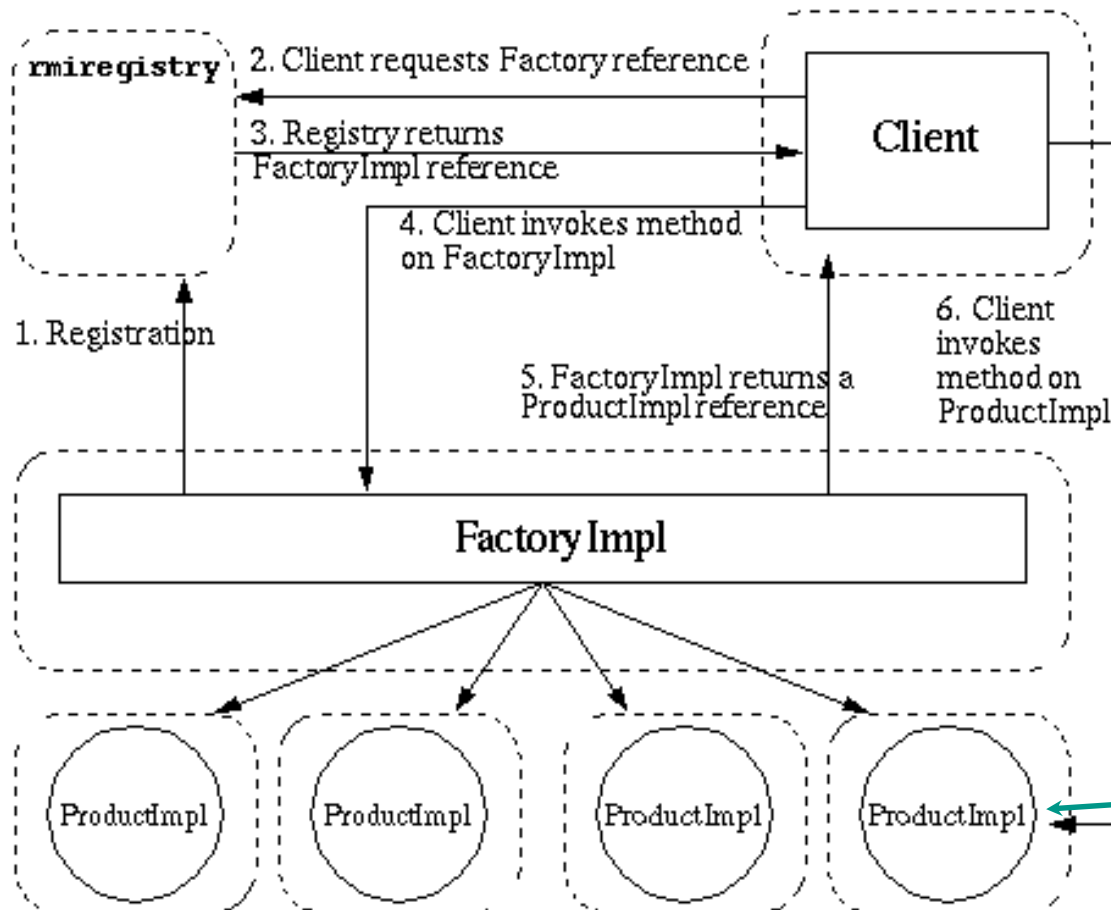 rmiregistry
2. Client requests Factory reference
3. Registry returns
FactoryImpl reference
Client
4. Client invokes method
on FactoryImpl
1. Registration
5. FactoryImpl returns a
ProductImpl reference
6. Client
invokes
method on
ProductImpl
FactoryImpl
ProductImpl
ProductImpl
ProductImpl
ProductImpl